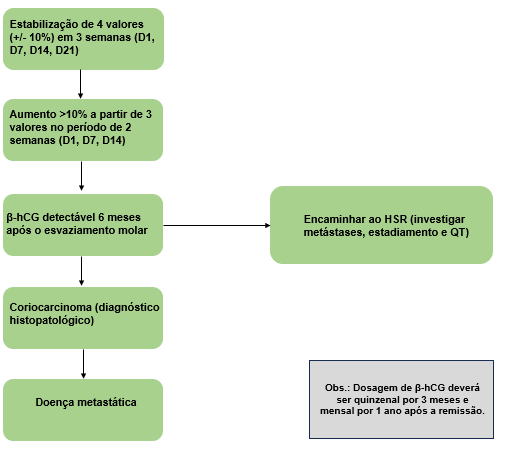 Estabilização de 4 valores
(+/- 10%) em 3 semanas (D1,
D7, D14, D21)
Aumento >10% a partir de 3
valores no período de 2
semanas (D1, D7, D14)
β-hCG detectável 6 meses
após o esvaziamento molar
Encaminhar ao HSR (investigar
metástases, estadiamento e QT)
Coriocarcinoma (diagnóstico
histopatológico)
Doença metastática
Obs.: Dosagem de β-hCG deverá
ser quinzenal por 3 meses e
mensal por 1 ano após a remissão.